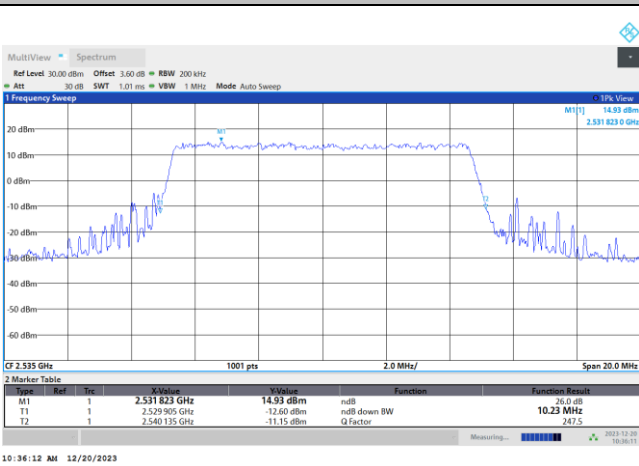 MultiView Spectrum
Ref Level 30.00 dBm Offset 3.60 dB RBW 200 kHz
Att 30 dB SWT 1.01 ms VBW 1 MHz Mode Auto Sweep
1 Frequency Sweep 1Pk View
M1[1] 14.93 dBm
2.531 823 0 GHz
M1
20 dBm
10 dBm
0 dBm
-10 dBm
T2
-20 dBm
-30 dBm
-40 dBm
-50 dBm
-60 dBm
CF 2.535 GHz 1001 pts 2.0 MHz/ Span 20.0 MHz
2 Marker Table
Type Ref Trc X-Value Y-Value Function Function Result
M1 1 2.531 823 GHz 14.93 dBm ndB 26.0 dB
T1 1 2.529 905 GHz -12.60 dBm ndB down BW 10.23 MHz
T2 1 2.540 135 GHz -11.15 dBm Q Factor 247.5
Measuring... 2023-12-20
10:36:11
10:36:12 AM 12/20/2023